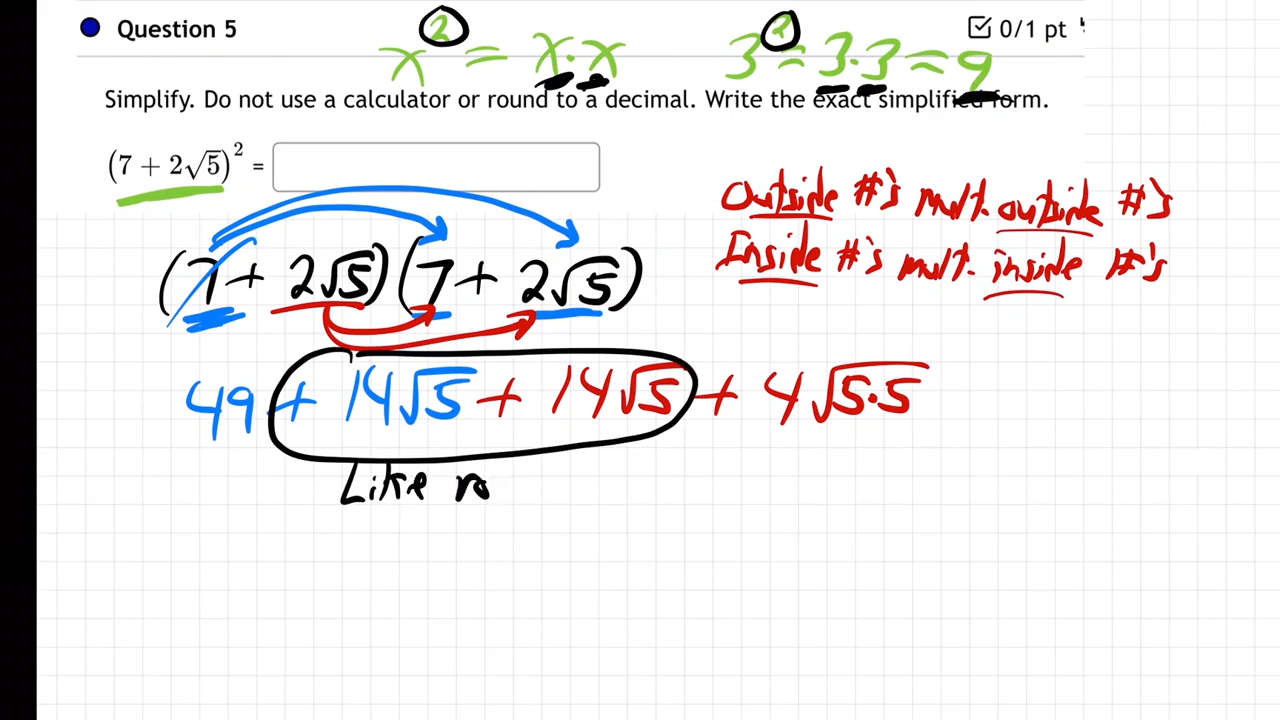 Question 5
0/1 pt
x² = x·x
3² = 3·3 = 9
Simplify. Do not use a calculator or round to a decimal. Write the exact simplified form.
(7 + 2√5)² =
Outside #'s mult. outside #'s
Inside #'s mult. inside #'s
(7 + 2√5)(7 + 2√5)
49 + 14√5 + 14√5 + 4√5·5
Like